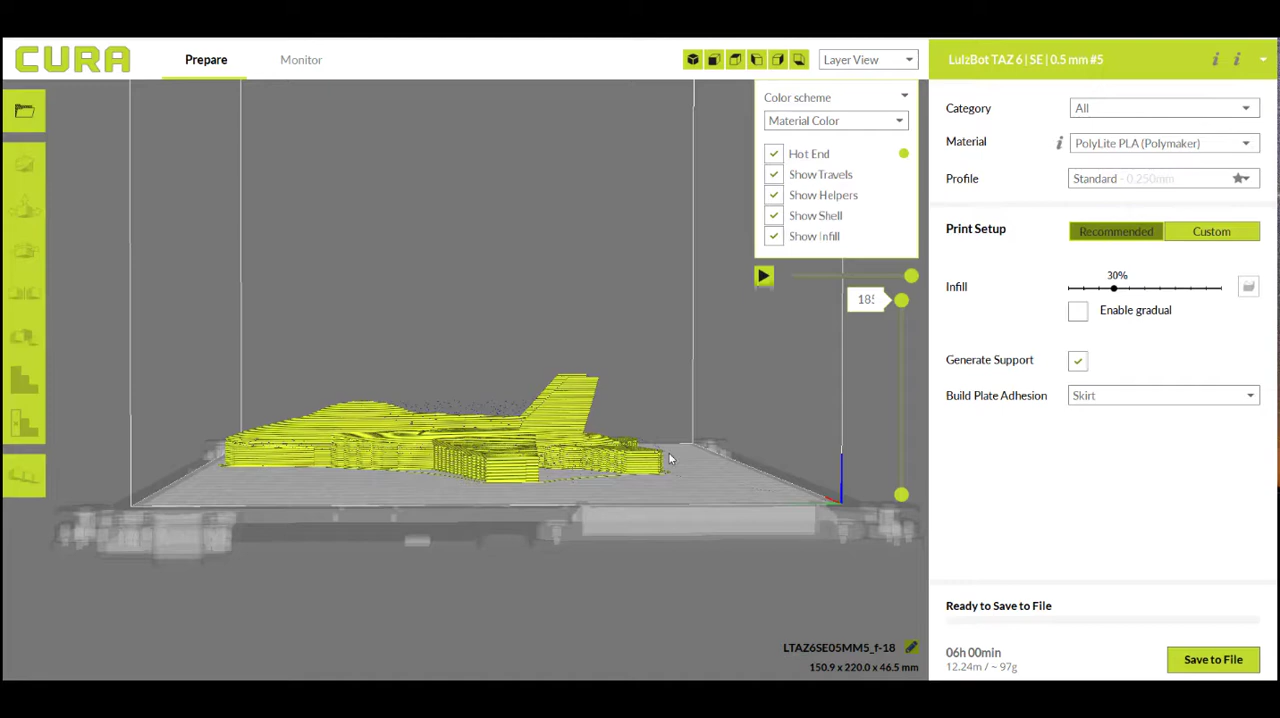 CURA
Prepare
Monitor
Layer View
LulzBot TAZ 6 | SE | 0.5 mm #5
Color scheme
Material Color
Hot End
Show Travels
Show Helpers
Show Shell
Show Infill
185
Category
All
Material
PolyLite PLA (Polymaker)
Profile
Standard - 0.250mm
Print Setup
Recommended
Custom
30%
Infill
Enable gradual
Generate Support
Build Plate Adhesion
Skirt
Ready to Save to File
LTAZ6SE05MM5_f-18
150.9 x 220.0 x 46.5 mm
06h 00min
12.24m / ~ 97g
Save to File